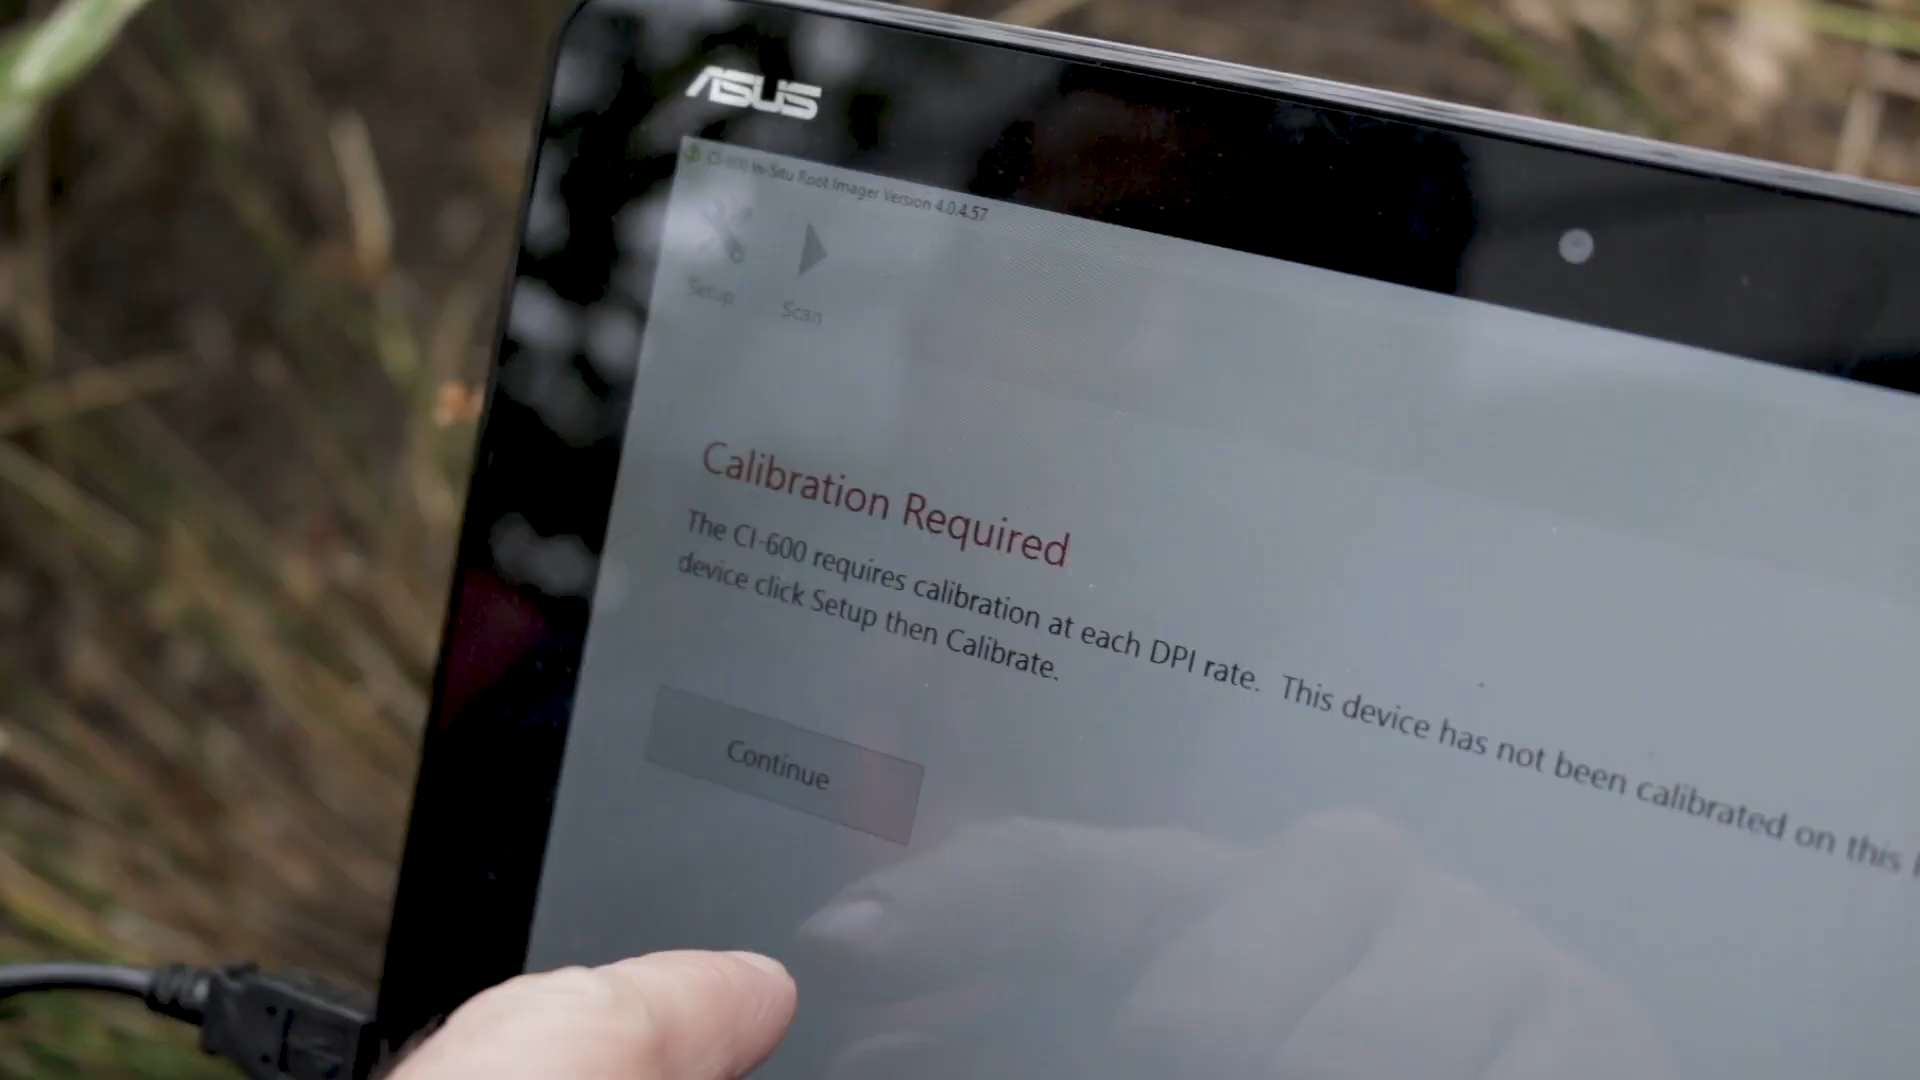 ASUS
CI-600 In-Situ Root Imager Version 4.0.4.57
Setup
Scan
Calibration Required
The CI-600 requires calibration at each DPI rate. This device has not been calibrated on this
device click Setup then Calibrate.
Continue